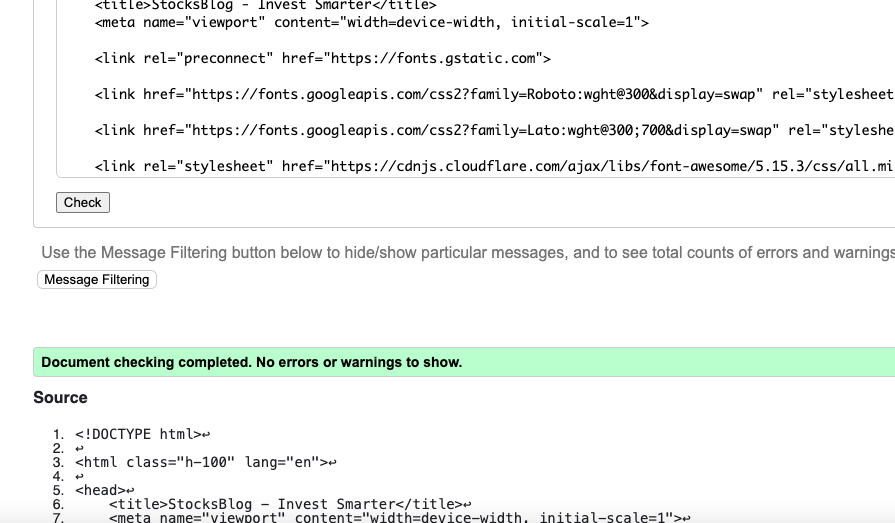 <title>StocksBlog - Invest Smarter</title>
<meta name="viewport" content="width=device-width, initial-scale=1">
<link rel="preconnect" href="https://fonts.gstatic.com">
<link href="https://fonts.googleapis.com/css2?family=Roboto:wght@300&display=swap" rel="stylesheet
<link href="https://fonts.googleapis.com/css2?family=Lato:wght@300;700&display=swap" rel="styleshe
<link rel="stylesheet" href="https://cdnjs.cloudflare.com/ajax/libs/font-awesome/5.15.3/css/all.mi
Check
Use the Message Filtering button below to hide/show particular messages, and to see total counts of errors and warnings
Message Filtering
Document checking completed. No errors or warnings to show.
Source
1. <!DOCTYPE html>↩
2. ↩
3. <html class="h-100" lang="en">↩
4. ↩
5. <head>↩
6. <title>StocksBlog – Invest Smarter</title>↩
7. <meta name="viewport" content="width=device-width, initial-scale=1">↩